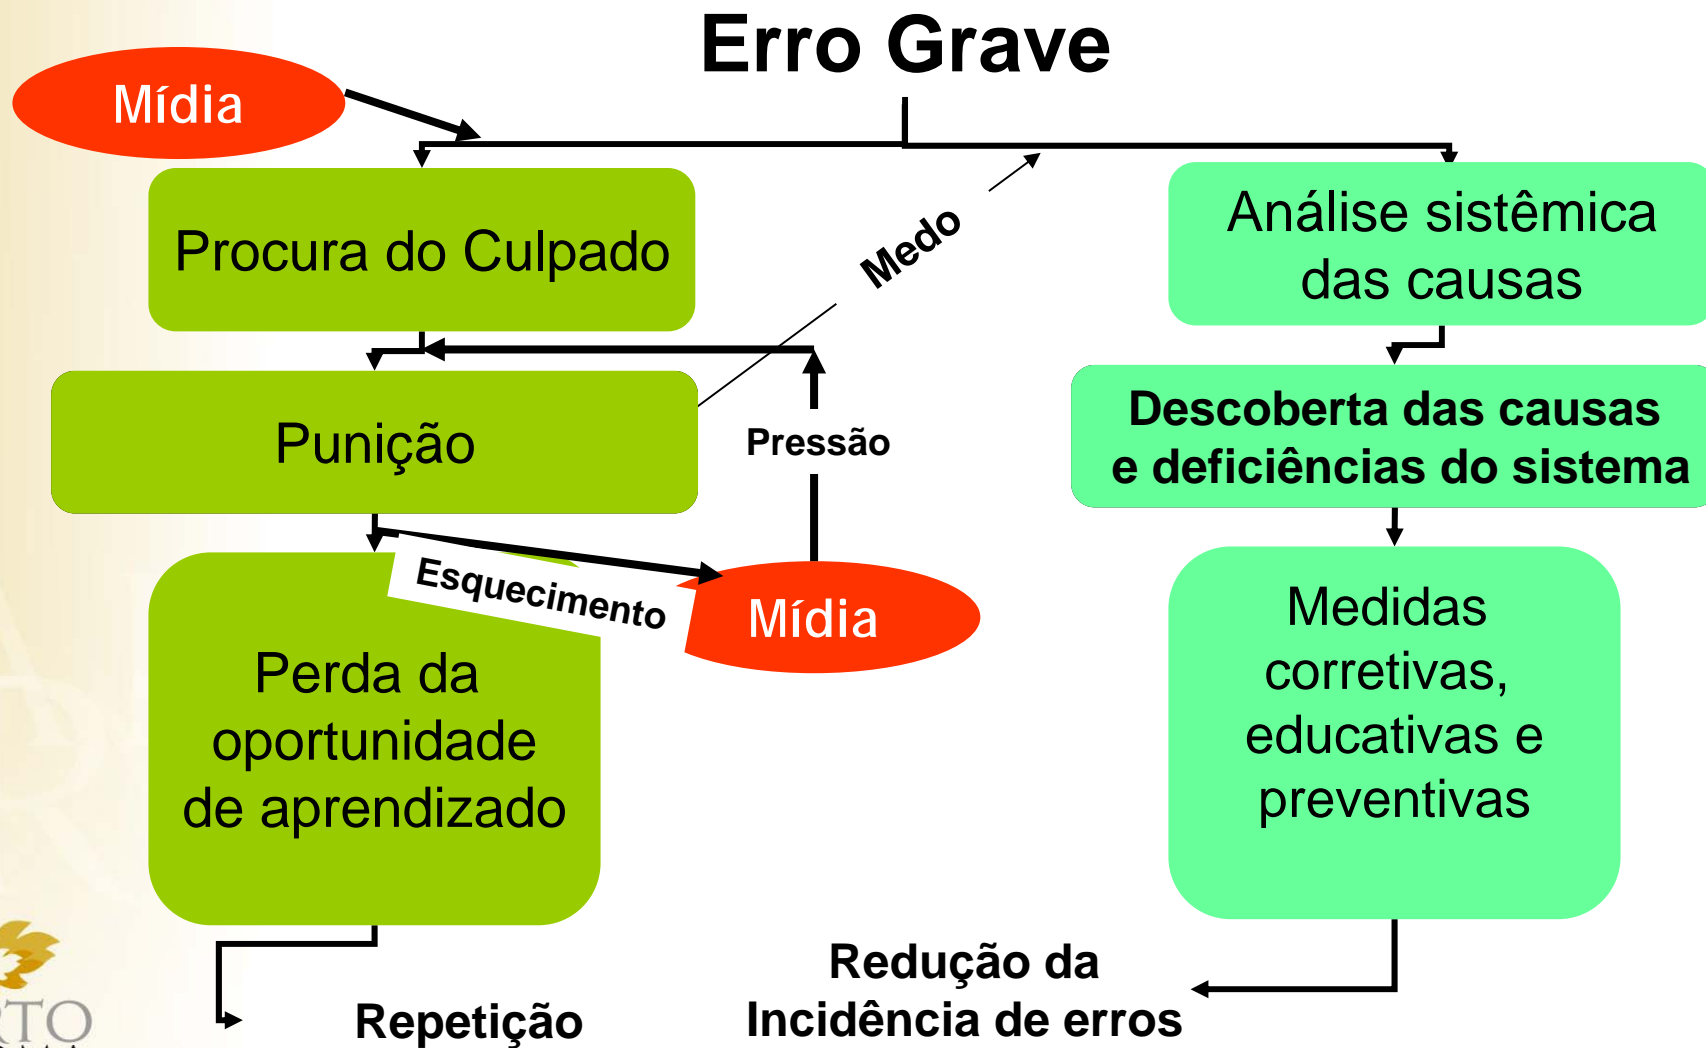 Erro Grave
Mídia
Procura do Culpado
Medo
Análise sistêmica
das causas
Punição
Pressão
Descoberta das causas
e deficiências do sistema
Esquecimento
Mídia
Perda da
oportunidade
de aprendizado
Medidas
corretivas,
educativas e
preventivas
Redução da
Incidência de erros
Repetição